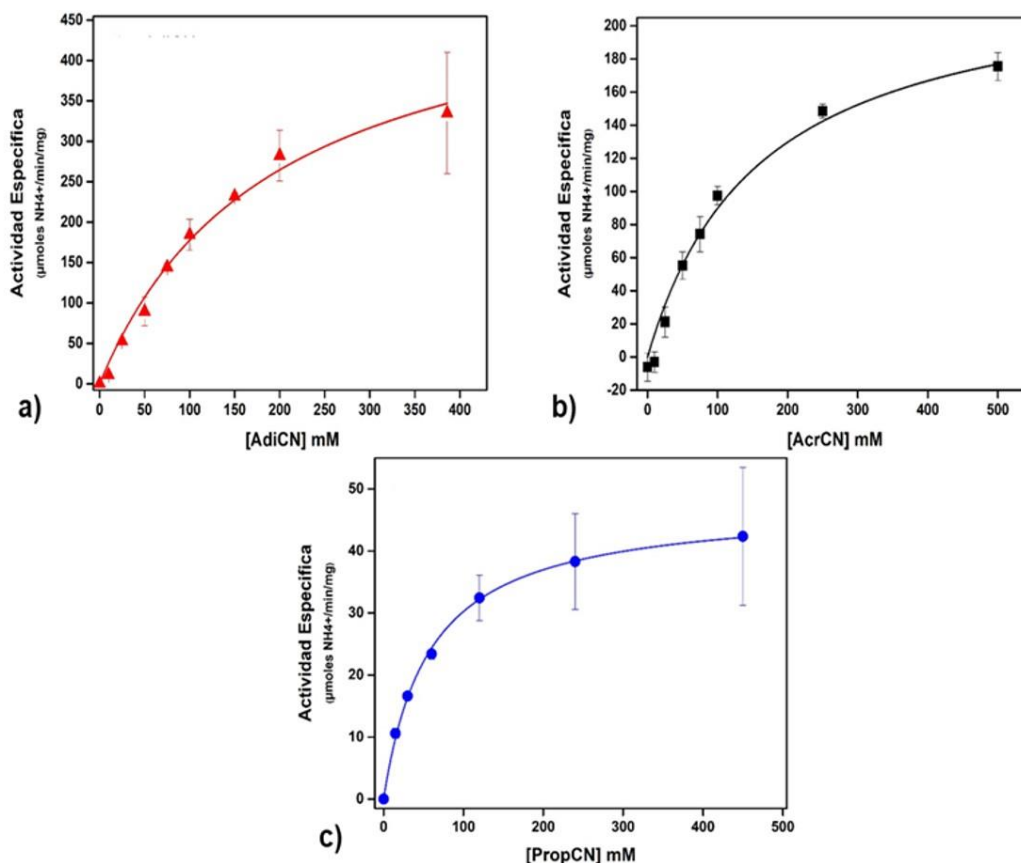 450
400
350
300
250
200
150
100
50
0
Actividad Específica
(µmoles NH4+/min/mg)
0 50 100 150 200 250 300 350 400
a)
[AdiCN] mM
200
180
160
140
120
100
80
60
40
20
0
-20
Actividad Específica
(µmoles NH4+/min/mg)
0 100 200 300 400 500
b)
[AcrCN] mM
50
40
30
20
10
0
Actividad Específica
(µmoles NH4+/min/mg)
0 100 200 300 400 500
c)
[PropCN] mM